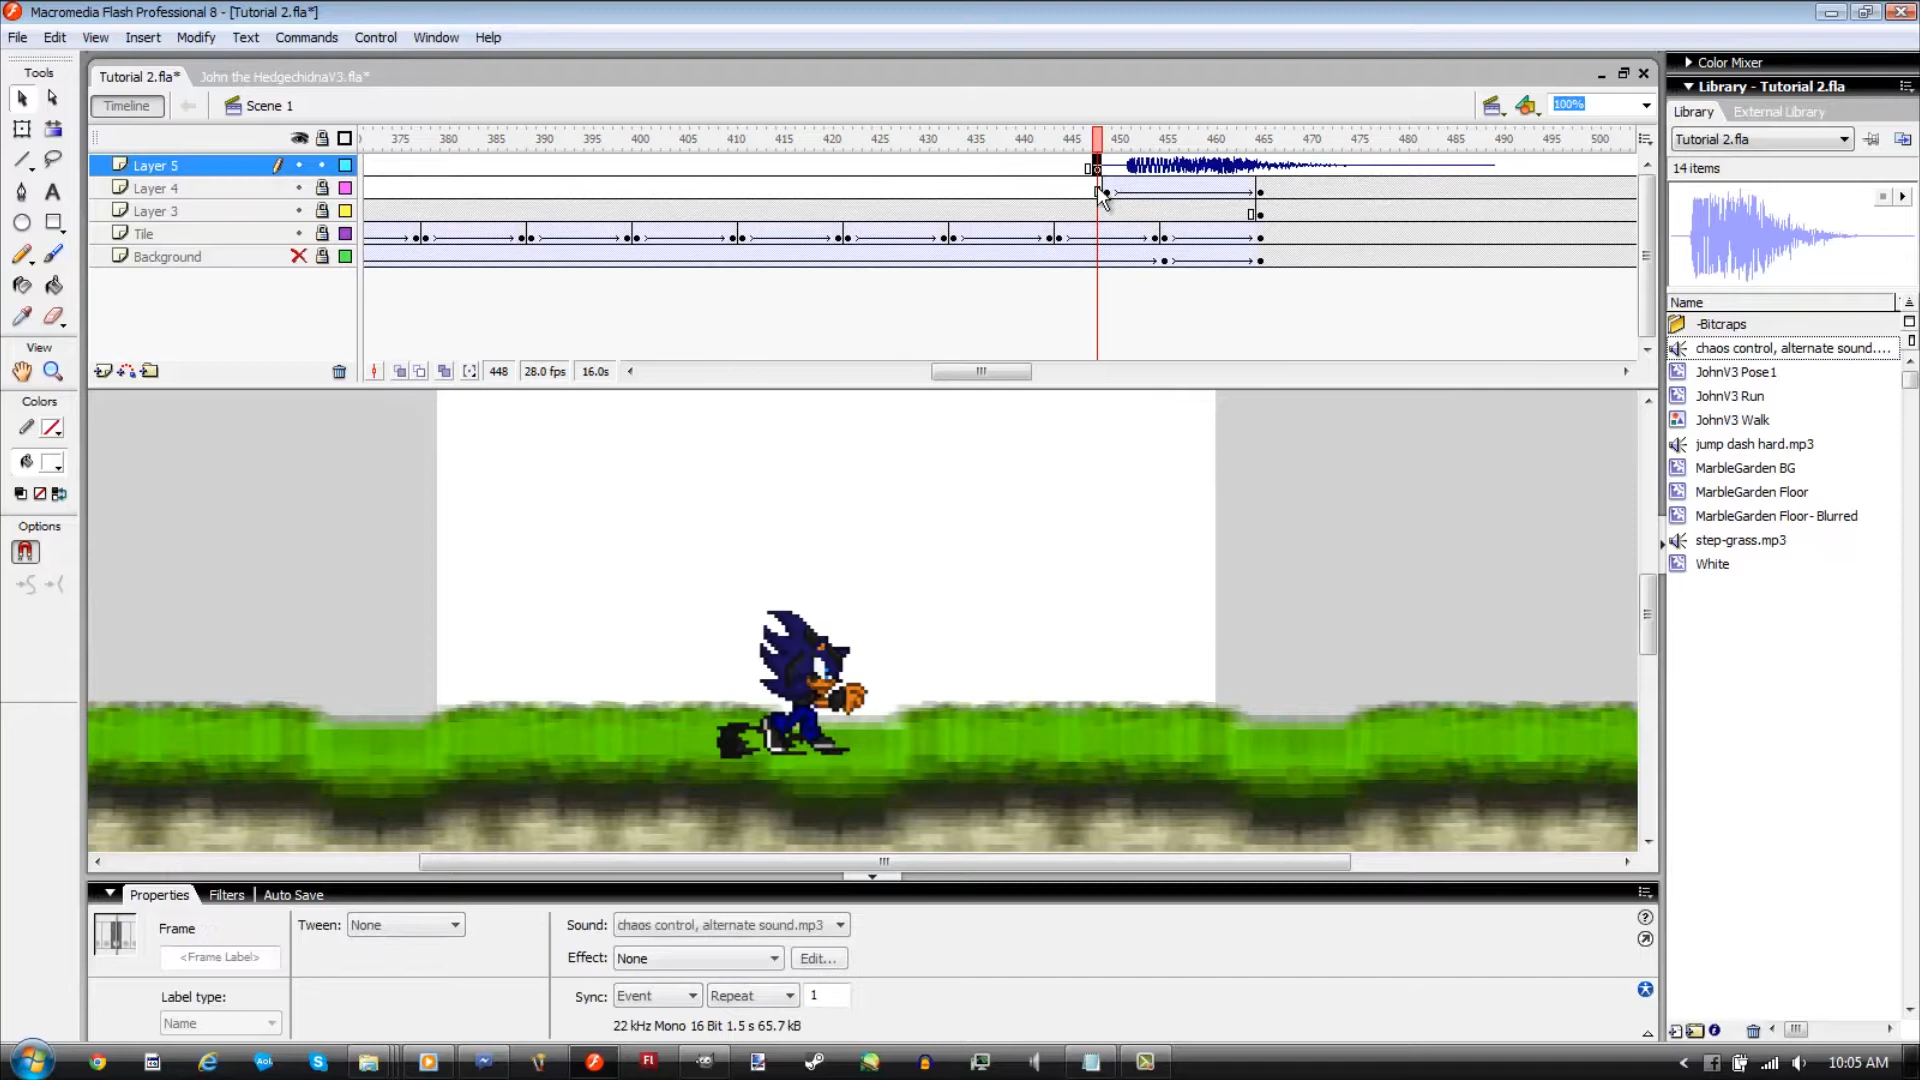 Macromedia Flash Professional 8 - [Tutorial 2.fla*]
File Edit View Insert Modify Text Commands Control Window Help
Tools
Tutorial 2.fla* John the HedgechidnaV3.fla*
Timeline Scene 1 100%
375 380 385 390 395 400 405 410 415 420 425 430 435 440 445 450 455 460 465 470 475 480 485 490 495 500
Layer 5
Layer 4
Layer 3
Tile
Background
448 28.0 fps 16.0s
View
Colors
Options
Color Mixer
Library - Tutorial 2.fla
Library External Library
Tutorial 2.fla
14 items
Name
-Bitcraps
chaos control, alternate sound....
JohnV3 Pose1
JohnV3 Run
JohnV3 Walk
jump dash hard.mp3
MarbleGarden BG
MarbleGarden Floor
MarbleGarden Floor- Blurred
step-grass.mp3
White
Properties Filters Auto Save
Frame
<Frame Label>
Label type:
Name
Tween: None
Sound: chaos control, alternate sound.mp3
Effect: None Edit...
Sync: Event Repeat 1
22 kHz Mono 16 Bit 1.5 s 65.7 kB
10:05 AM